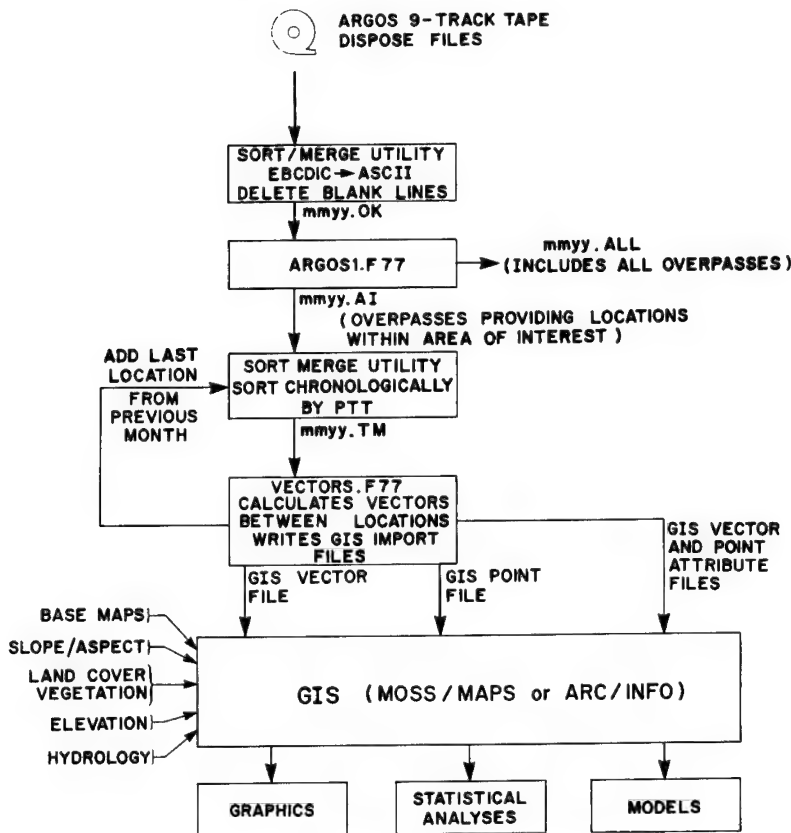 ARGOS 9-TRACK TAPE
DISPOSE FILES
SORT/MERGE UTILITY
EBCDIC→ASCII
DELETE BLANK LINES
mmyy.OK
ARGOS1.F77
mmyy.ALL
(INCLUDES ALL OVERPASSES)
mmyy.AI
(OVERPASSES PROVIDING LOCATIONS
WITHIN AREA OF INTEREST)
ADD LAST
LOCATION
FROM
PREVIOUS
MONTH
SORT MERGE UTILITY
SORT CHRONOLOGICALLY
BY PTT
mmyy.TM
VECTORS.F77
CALCULATES VECTORS
BETWEEN LOCATIONS
WRITES GIS IMPORT
FILES
GIS VECTOR
FILE
GIS POINT
FILE
GIS VECTOR
AND POINT
ATTRIBUTE
FILES
BASE MAPS
SLOPE/ASPECT
LAND COVER
VEGETATION
ELEVATION
HYDROLOGY
GIS (MOSS/MAPS or ARC/INFO)
GRAPHICS
STATISTICAL
ANALYSES
MODELS